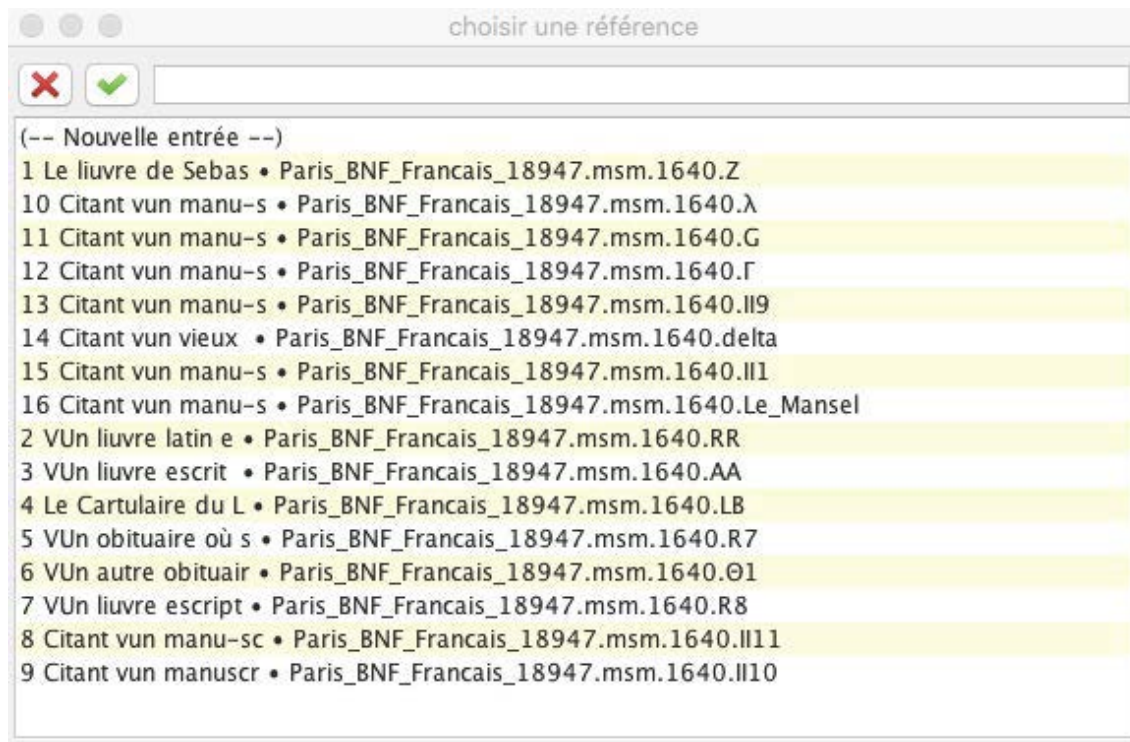 choisir une référence
(-- Nouvelle entrée --)
1 Le liuvre de Sebas • Paris_BNF_Francais_18947.msm.1640.Z
10 Citant vun manu-s • Paris_BNF_Francais_18947.msm.1640.λ
11 Citant vun manu-s • Paris_BNF_Francais_18947.msm.1640.G
12 Citant vun manu-s • Paris_BNF_Francais_18947.msm.1640.Γ
13 Citant vun manu-s • Paris_BNF_Francais_18947.msm.1640.II9
14 Citant vun vieux • Paris_BNF_Francais_18947.msm.1640.delta
15 Citant vun manu-s • Paris_BNF_Francais_18947.msm.1640.II1
16 Citant vun manu-s • Paris_BNF_Francais_18947.msm.1640.Le_Mansel
2 VUn liuvre latin e • Paris_BNF_Francais_18947.msm.1640.RR
3 VUn liuvre escrit • Paris_BNF_Francais_18947.msm.1640.AA
4 Le Cartulaire du L • Paris_BNF_Francais_18947.msm.1640.LB
5 VUn obituaire où s • Paris_BNF_Francais_18947.msm.1640.R7
6 VUn autre obituair • Paris_BNF_Francais_18947.msm.1640.Θ1
7 VUn liuvre escript • Paris_BNF_Francais_18947.msm.1640.R8
8 Citant vun manu-sc • Paris_BNF_Francais_18947.msm.1640.II11
9 Citant vun manuscr • Paris_BNF_Francais_18947.msm.1640.II10